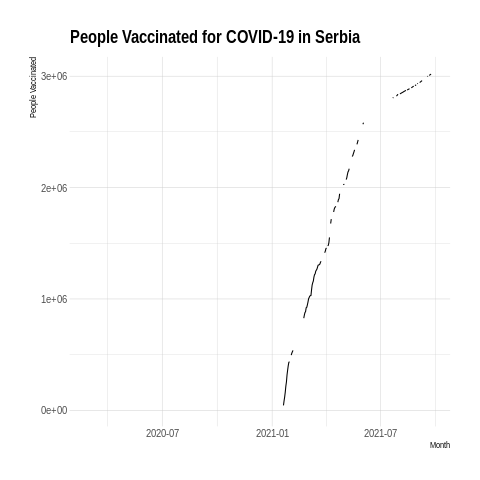 People Vaccinated for COVID-19 in Serbia
People Vaccinated
3e+06
2e+06
1e+06
0e+00
2020-07
2021-01
2021-07
Month